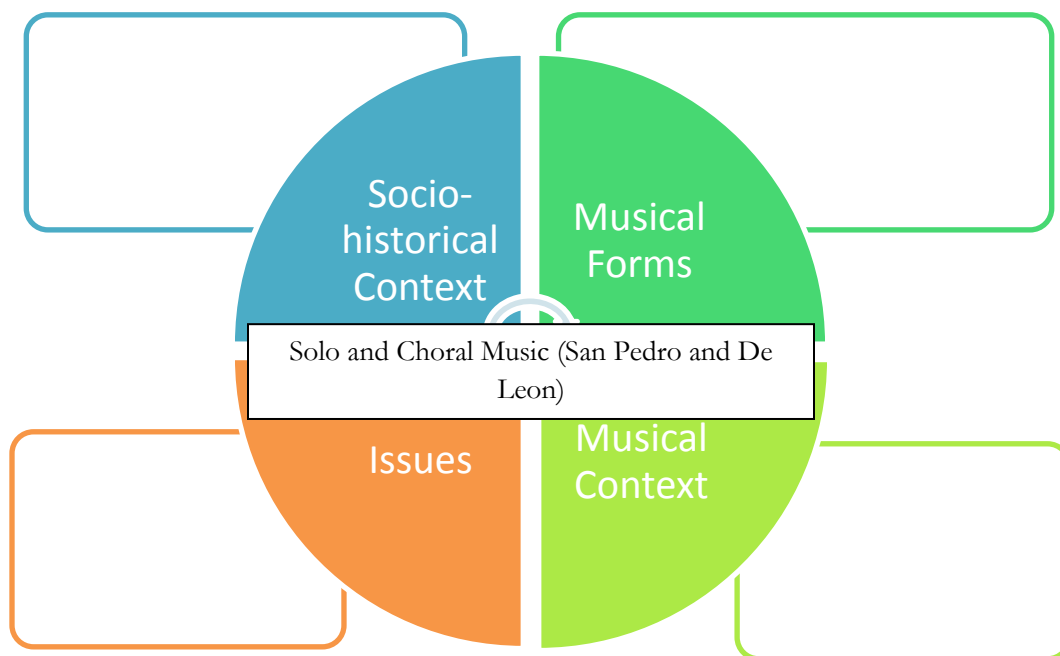 Socio-
historical
Context
Musical
Forms
Solo and Choral Music (San Pedro and De
Leon)
Issues
Musical
Context